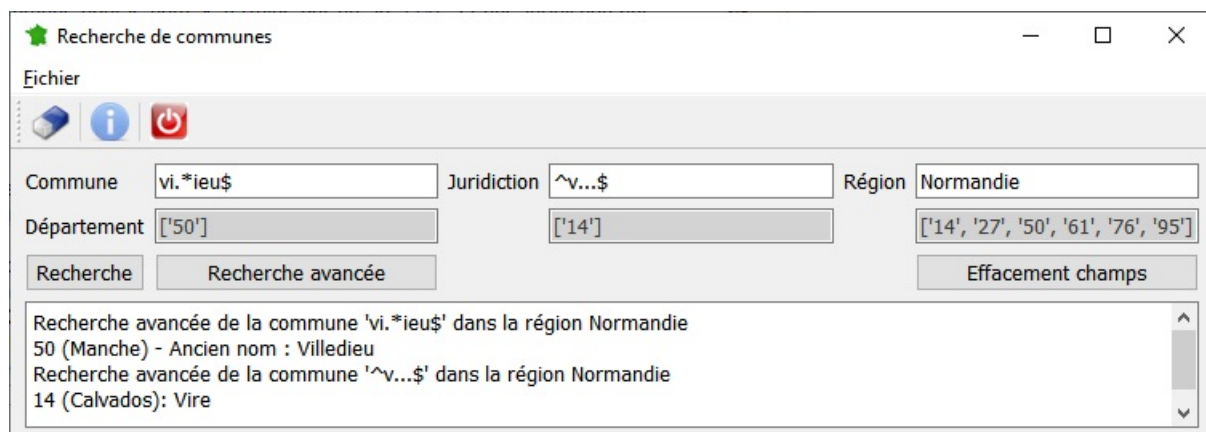 Recherche de communes
Fichier
Commune vi.*ieu$ Juridiction ^v...$ Région Normandie
Département ['50'] ['14'] ['14', '27', '50', '61', '76', '95']
Recherche Recherche avancée Effacement champs
Recherche avancée de la commune 'vi.*ieu$' dans la région Normandie
50 (Manche) - Ancien nom : Villedieu
Recherche avancée de la commune '^v...$' dans la région Normandie
14 (Calvados): Vire